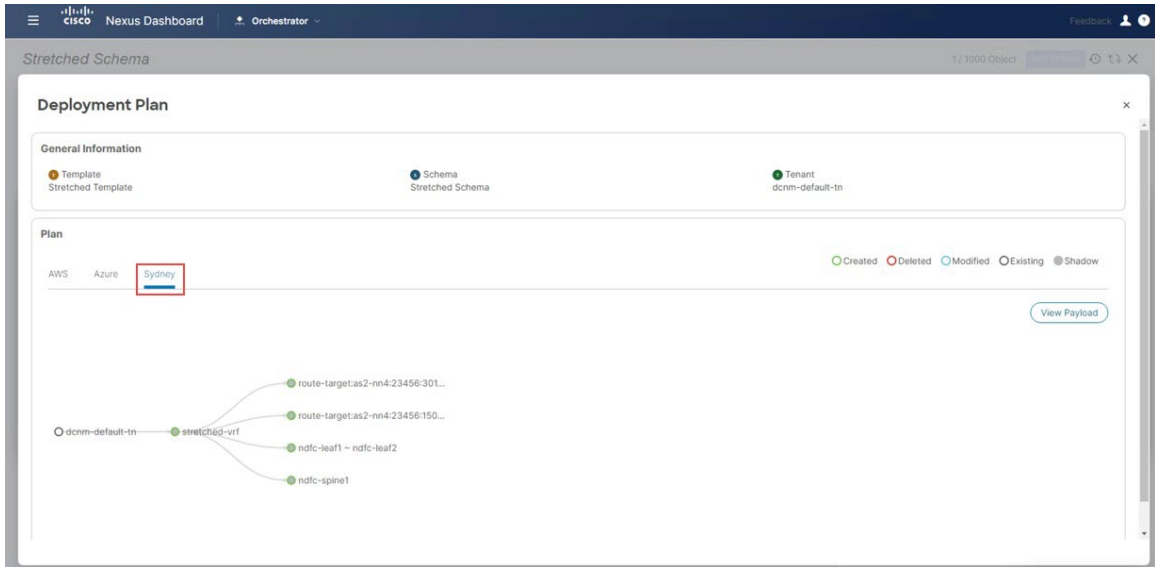 cisco Nexus Dashboard Orchestrator Feedback
Stretched Schema 1 / 1000 Object
Deployment Plan
General Information
Template Schema Tenant
Stretched Template Stretched Schema dcnm-default-tn
Plan
Created Deleted Modified Existing Shadow
AWS Azure Sydney
View Payload
route-target:as2-nn4:23456:301...
route-target:as2-nn4:23456:150...
dcnm-default-tn stretched-vrf
ndfc-leaf1 ~ ndfc-leaf2
ndfc-spine1